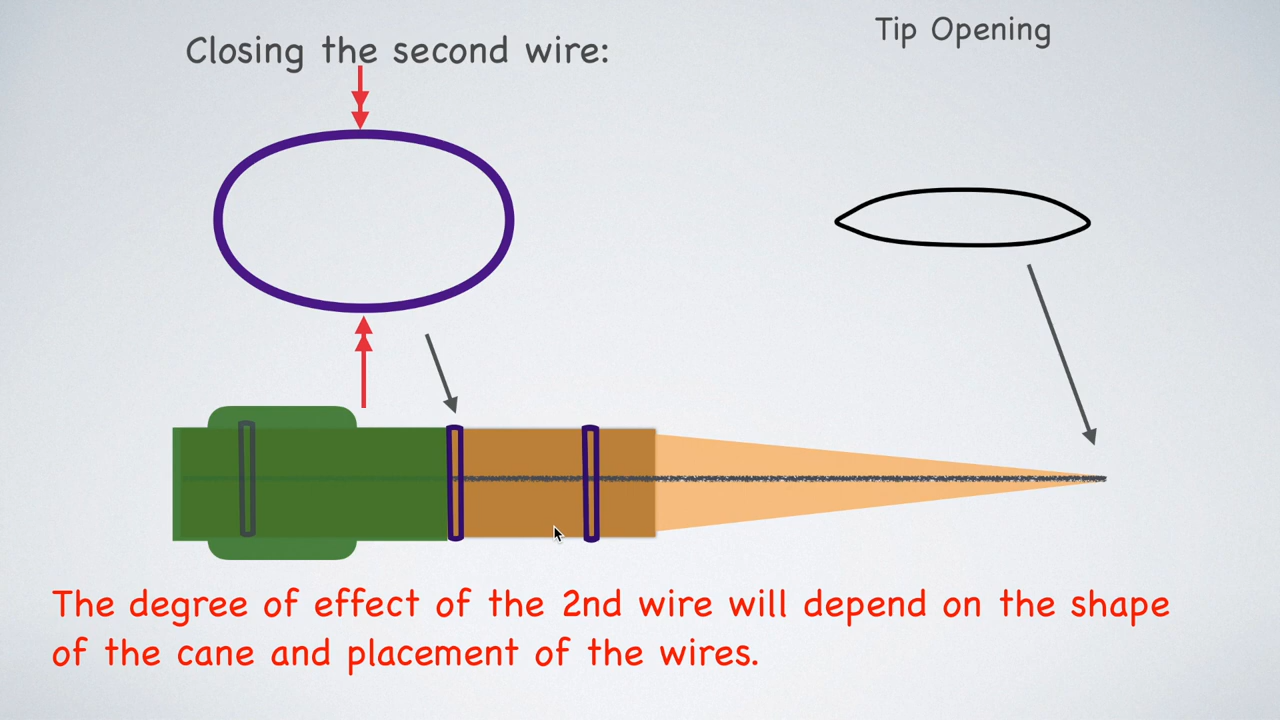 Closing the second wire:
Tip Opening
The degree of effect of the 2nd wire will depend on the shape
of the cane and placement of the wires.